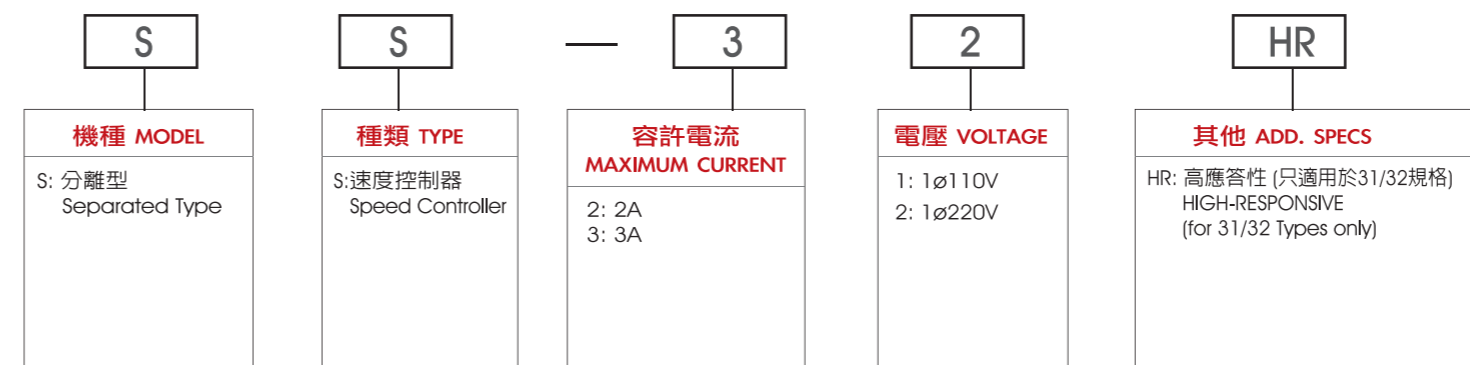 S S — 3 2 HR
機種 MODEL
S: 分離型
Separated Type
種類 TYPE
S:速度控制器
Speed Controller
容許電流
MAXIMUM CURRENT
2: 2A
3: 3A
電壓 VOLTAGE
1: 1ø110V
2: 1ø220V
其他 ADD. SPECS
HR: 高應答性 (只適用於31/32規格)
HIGH-RESPONSIVE
(for 31/32 Types only)